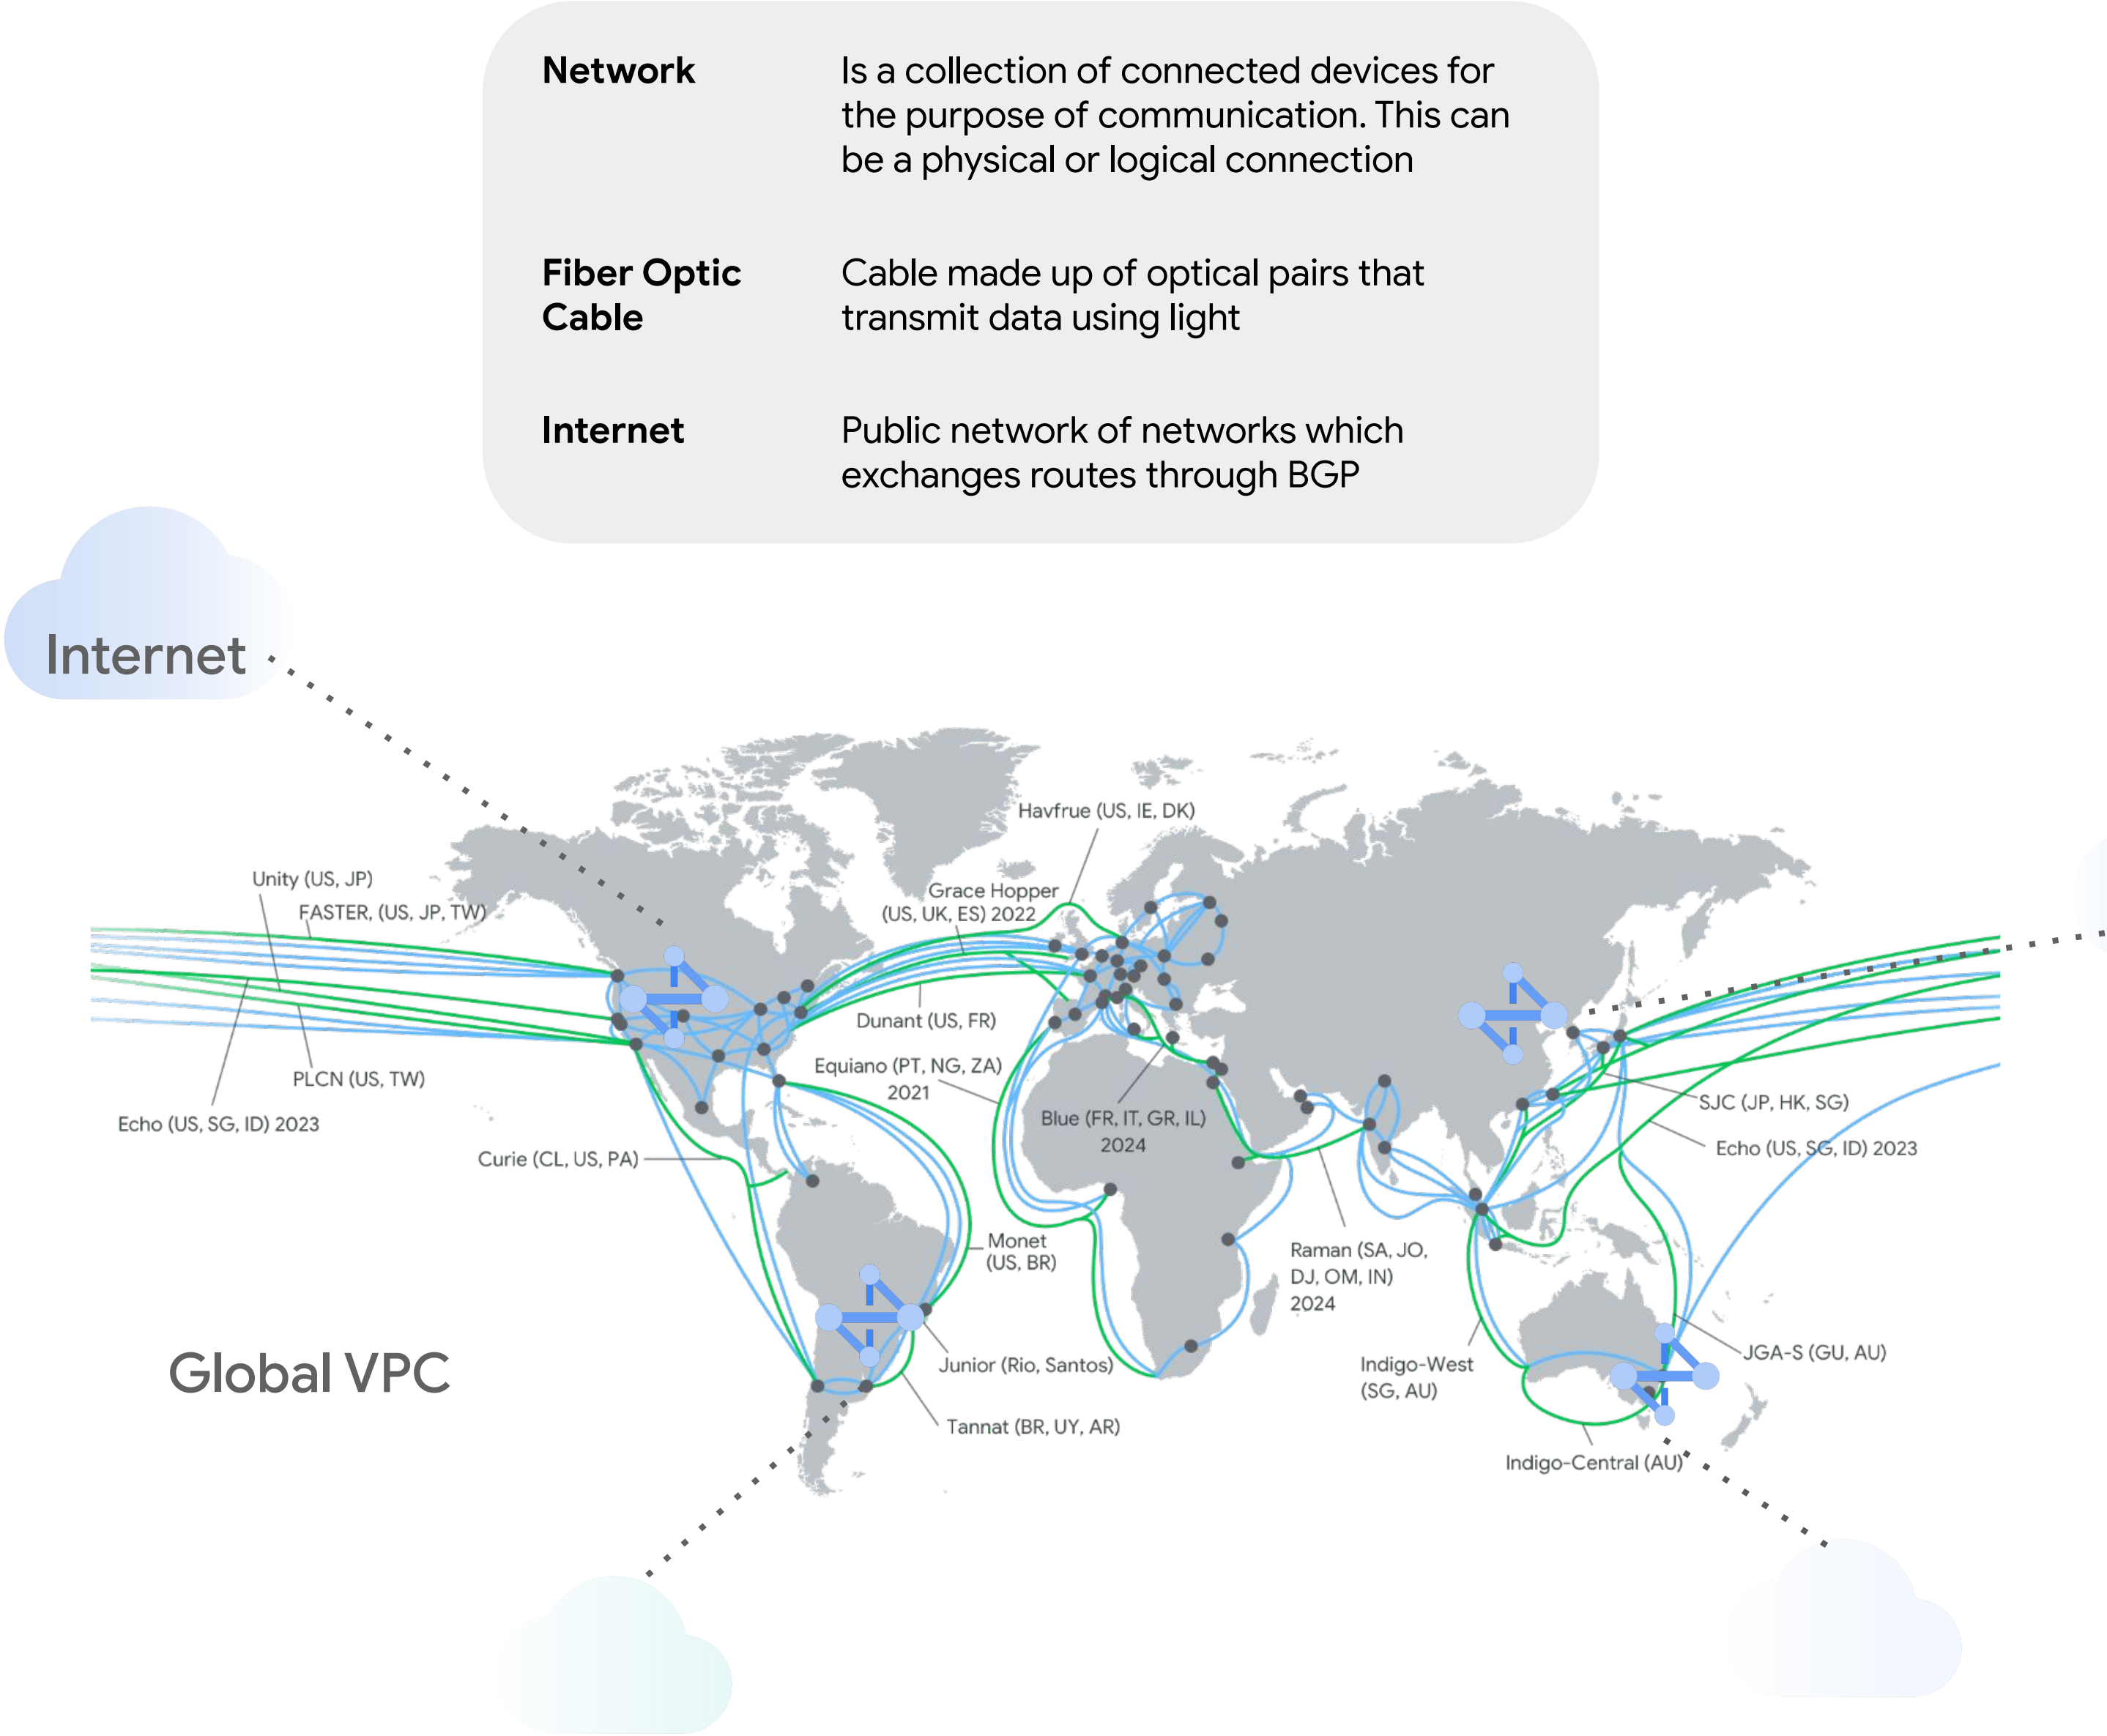 Network
Is a collection of connected devices for
the purpose of communication. This can
be a physical or logical connection
Fiber Optic
Cable
Cable made up of optical pairs that
transmit data using light
Internet
Public network of networks which
exchanges routes through BGP
Internet
Havfrue (US, IE, DK)
Unity (US, JP)
FASTER, (US, JP, TW)
Grace Hopper
(US, UK, ES) 2022
Dunant (US, FR)
Equiano (PT, NG, ZA)
2021
PLCN (US, TW)
Echo (US, SG, ID) 2023
Blue (FR, IT, GR, IL)
2024
SJC (JP, HK, SG)
Echo (US, SG, ID) 2023
Curie (CL, US, PA)
Monet
(US, BR)
Raman (SA, JO,
DJ, OM, IN)
2024
Global VPC
Junior (Rio, Santos)
Indigo-West
(SG, AU)
JGA-S (GU, AU)
Tannat (BR, UY, AR)
Indigo-Central (AU)